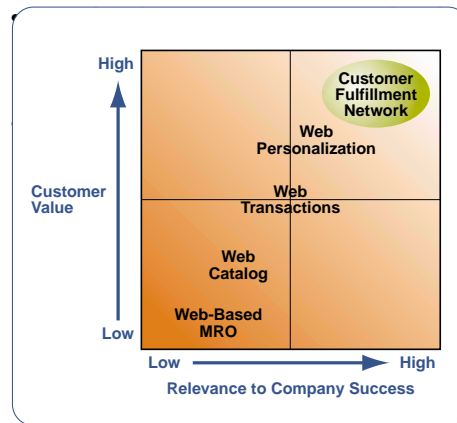 High
Customer
Fulfillment
Network
Web
Personalization
Customer
Value
Web
Transactions
Web
Catalog
Web-Based
MRO
Low
Low
High
Relevance to Company Success